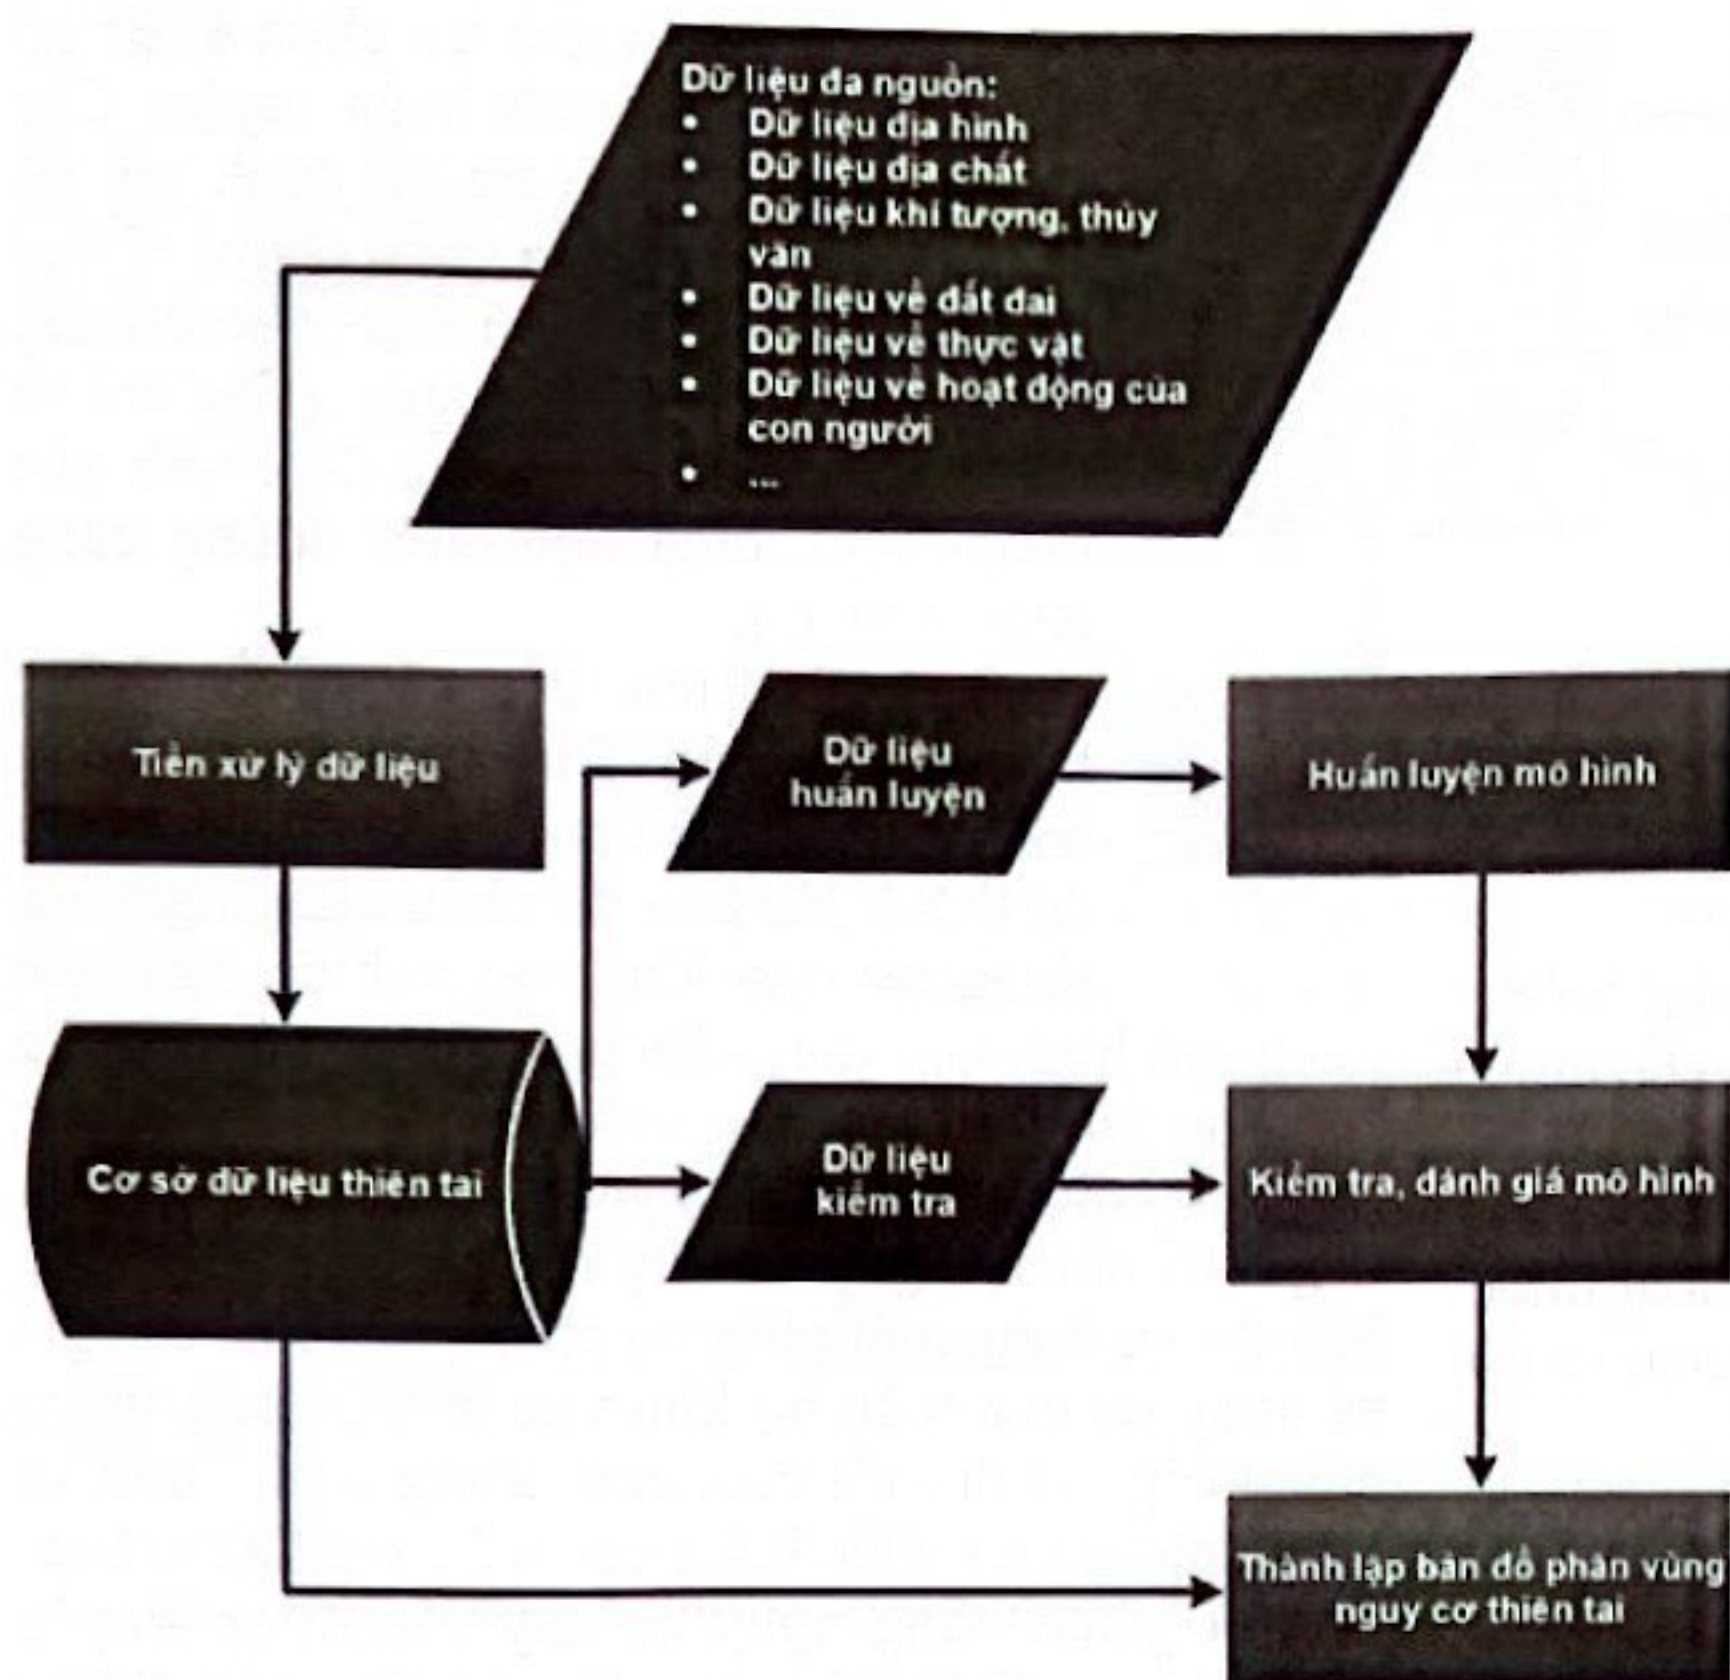 Dữ liệu đa nguồn:
• Dữ liệu địa hình
• Dữ liệu địa chất
• Dữ liệu khí tượng, thủy
văn
• Dữ liệu về đất đai
• Dữ liệu về thực vật
• Dữ liệu về hoạt động của
con người
• ...
Tiền xử lý dữ liệu
Dữ liệu
huấn luyện
Huấn luyện mô hình
Cơ sở dữ liệu thiên tai
Dữ liệu
kiểm tra
Kiểm tra, đánh giá mô hình
Thành lập bản đồ phân vùng
nguy cơ thiên tai